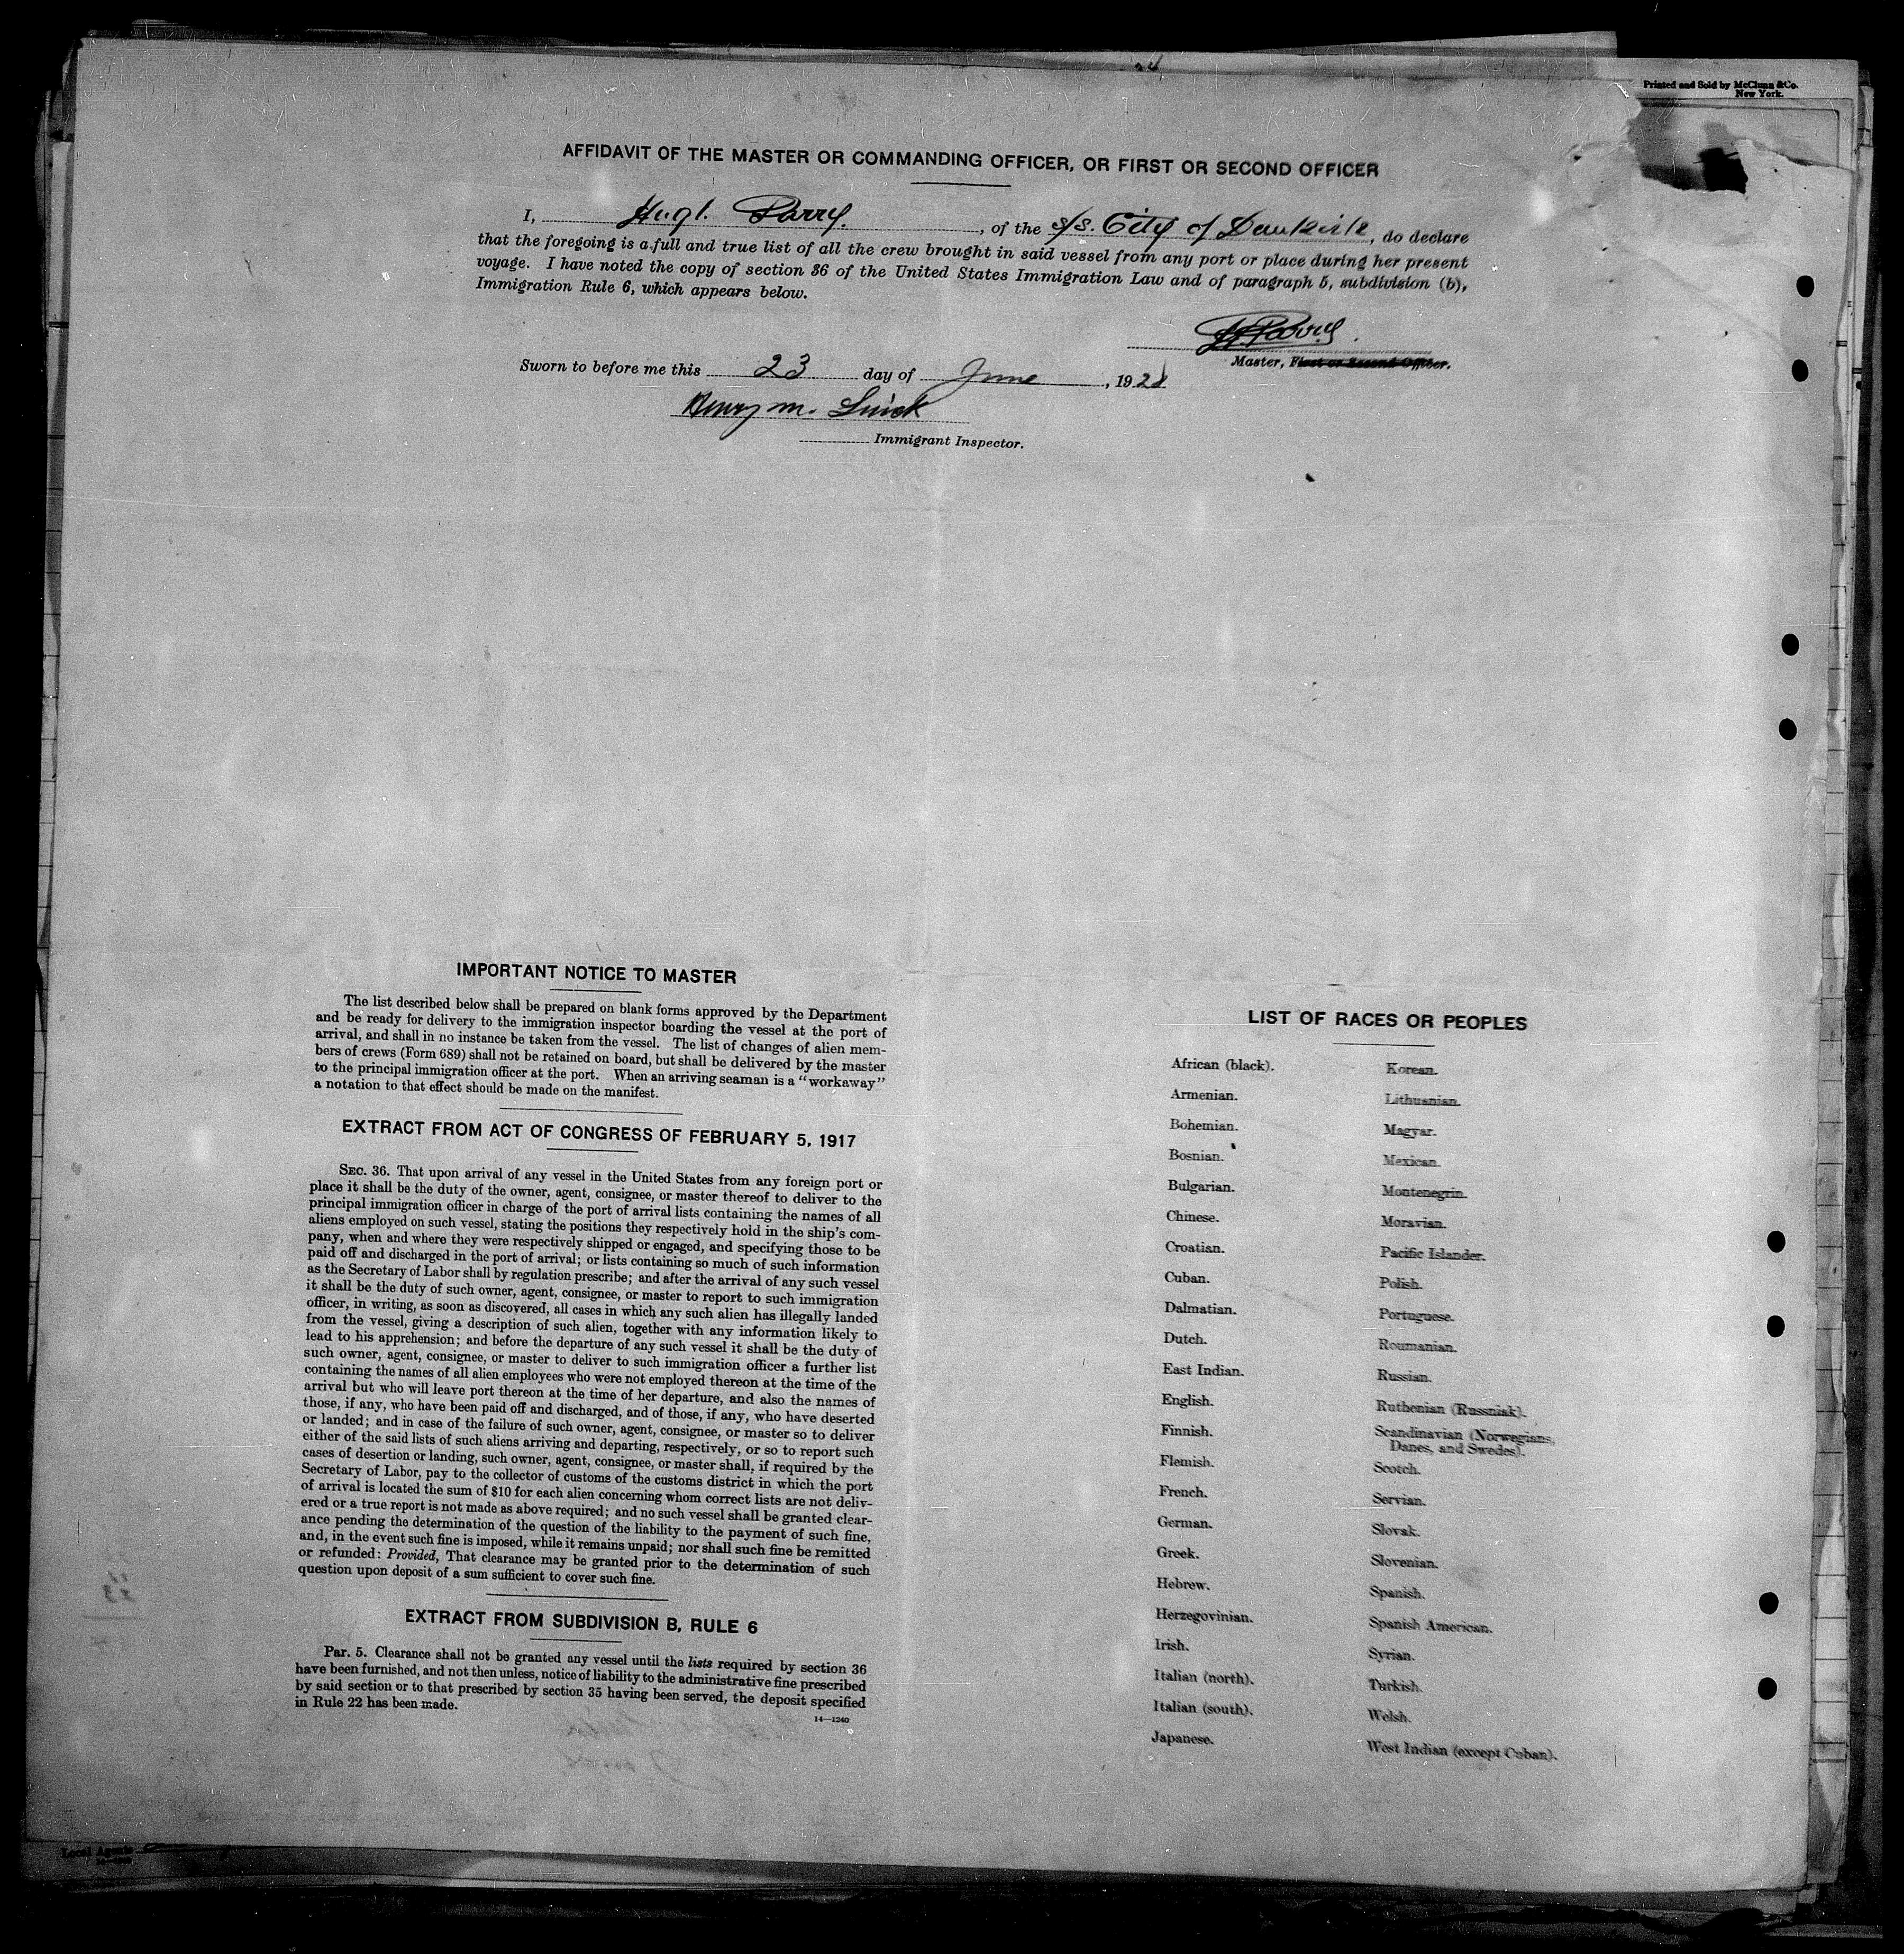 Printed and Sold by McClunn & Co.
New York.
AFFIDAVIT OF THE MASTER OR COMMANDING OFFICER, OR FIRST OR SECOND OFFICER
I, Hugh Parry. , of the s/s. City of Dunkirk, do declare
that the foregoing is a full and true list of all the crew brought in said vessel from any port or place during her present
voyage. I have noted the copy of section 36 of the United States Immigration Law and of paragraph 5, subdivision (b),
Immigration Rule 6, which appears below.
H Parry.
Master, First or Second Officer.
Sworn to before me this 23 day of June , 1928
Henry M.
Immigrant Inspector.
IMPORTANT NOTICE TO MASTER
The list described below shall be prepared on blank forms approved by the Department
and be ready for delivery to the immigration inspector boarding the vessel at the port of
arrival, and shall in no instance be taken from the vessel. The list of changes of alien mem-
bers of crews (Form 689) shall not be retained on board, but shall be delivered by the master
to the principal immigration officer at the port. When an arriving seaman is a "workaway"
a notation to that effect should be made on the manifest.
EXTRACT FROM ACT OF CONGRESS OF FEBRUARY 5, 1917
SEC. 36. That upon arrival of any vessel in the United States from any foreign port or
place it shall be the duty of the owner, agent, consignee, or master thereof to deliver to the
principal immigration officer in charge of the port of arrival lists containing the names of all
aliens employed on such vessel, stating the positions they respectively hold in the ship's com-
pany, when and where they were respectively shipped or engaged, and specifying those to be
paid off and discharged in the port of arrival; or lists containing so much of such information
as the Secretary of Labor shall by regulation prescribe; and after the arrival of any such vessel
it shall be the duty of such owner, agent, consignee, or master to report to such immigration
officer, in writing, as soon as discovered, all cases in which any such alien has illegally landed
from the vessel, giving a description of such alien, together with any information likely to
lead to his apprehension; and before the departure of any such vessel it shall be the duty of
such owner, agent, consignee, or master to deliver to such immigration officer a further list
containing the names of all alien employees who were not employed thereon at the time of the
arrival but who will leave port thereon at the time of her departure, and also the names of
those, if any, who have been paid off and discharged, and of those, if any, who have deserted
or landed; and in case of the failure of such owner, agent, consignee, or master so to deliver
either of the said lists of such aliens arriving and departing, respectively, or so to report such
cases of desertion or landing, such owner, agent, consignee, or master shall, if required by the
Secretary of Labor, pay to the collector of customs of the customs district in which the port
of arrival is located the sum of $10 for each alien concerning whom correct lists are not deliv-
ered or a true report is not made as above required; and no such vessel shall be granted clear-
ance pending the determination of the question of the liability to the payment of such fine,
and, in the event such fine is imposed, while it remains unpaid; nor shall such fine be remitted
or refunded: Provided, That clearance may be granted prior to the determination of such
question upon deposit of a sum sufficient to cover such fine.
EXTRACT FROM SUBDIVISION B, RULE 6
Par. 5. Clearance shall not be granted any vessel until the lists required by section 36
have been furnished, and not then unless, notice of liability to the administrative fine prescribed
by said section or to that prescribed by section 35 having been served, the deposit specified
in Rule 22 has been made.
14—1240
LIST OF RACES OR PEOPLES
African (black).
Armenian.
Bohemian.
Bosnian.
Bulgarian.
Chinese.
Croatian.
Cuban.
Dalmatian.
Dutch.
East Indian.
English.
Finnish.
Flemish.
French.
German.
Greek.
Hebrew.
Herzegovinian.
Irish.
Italian (north).
Italian (south).
Japanese.
Korean.
Lithuanian.
Magyar.
Mexican.
Montenegrin.
Moravian.
Pacific Islander.
Polish.
Portuguese.
Roumanian.
Russian.
Ruthenian (Russniak).
Scandinavian (Norwegians,
Danes, and Swedes).
Scotch.
Servian.
Slovak.
Slovenian.
Spanish.
Spanish American.
Syrian.
Turkish.
Welsh.
West Indian (except Cuban).
Local Agents